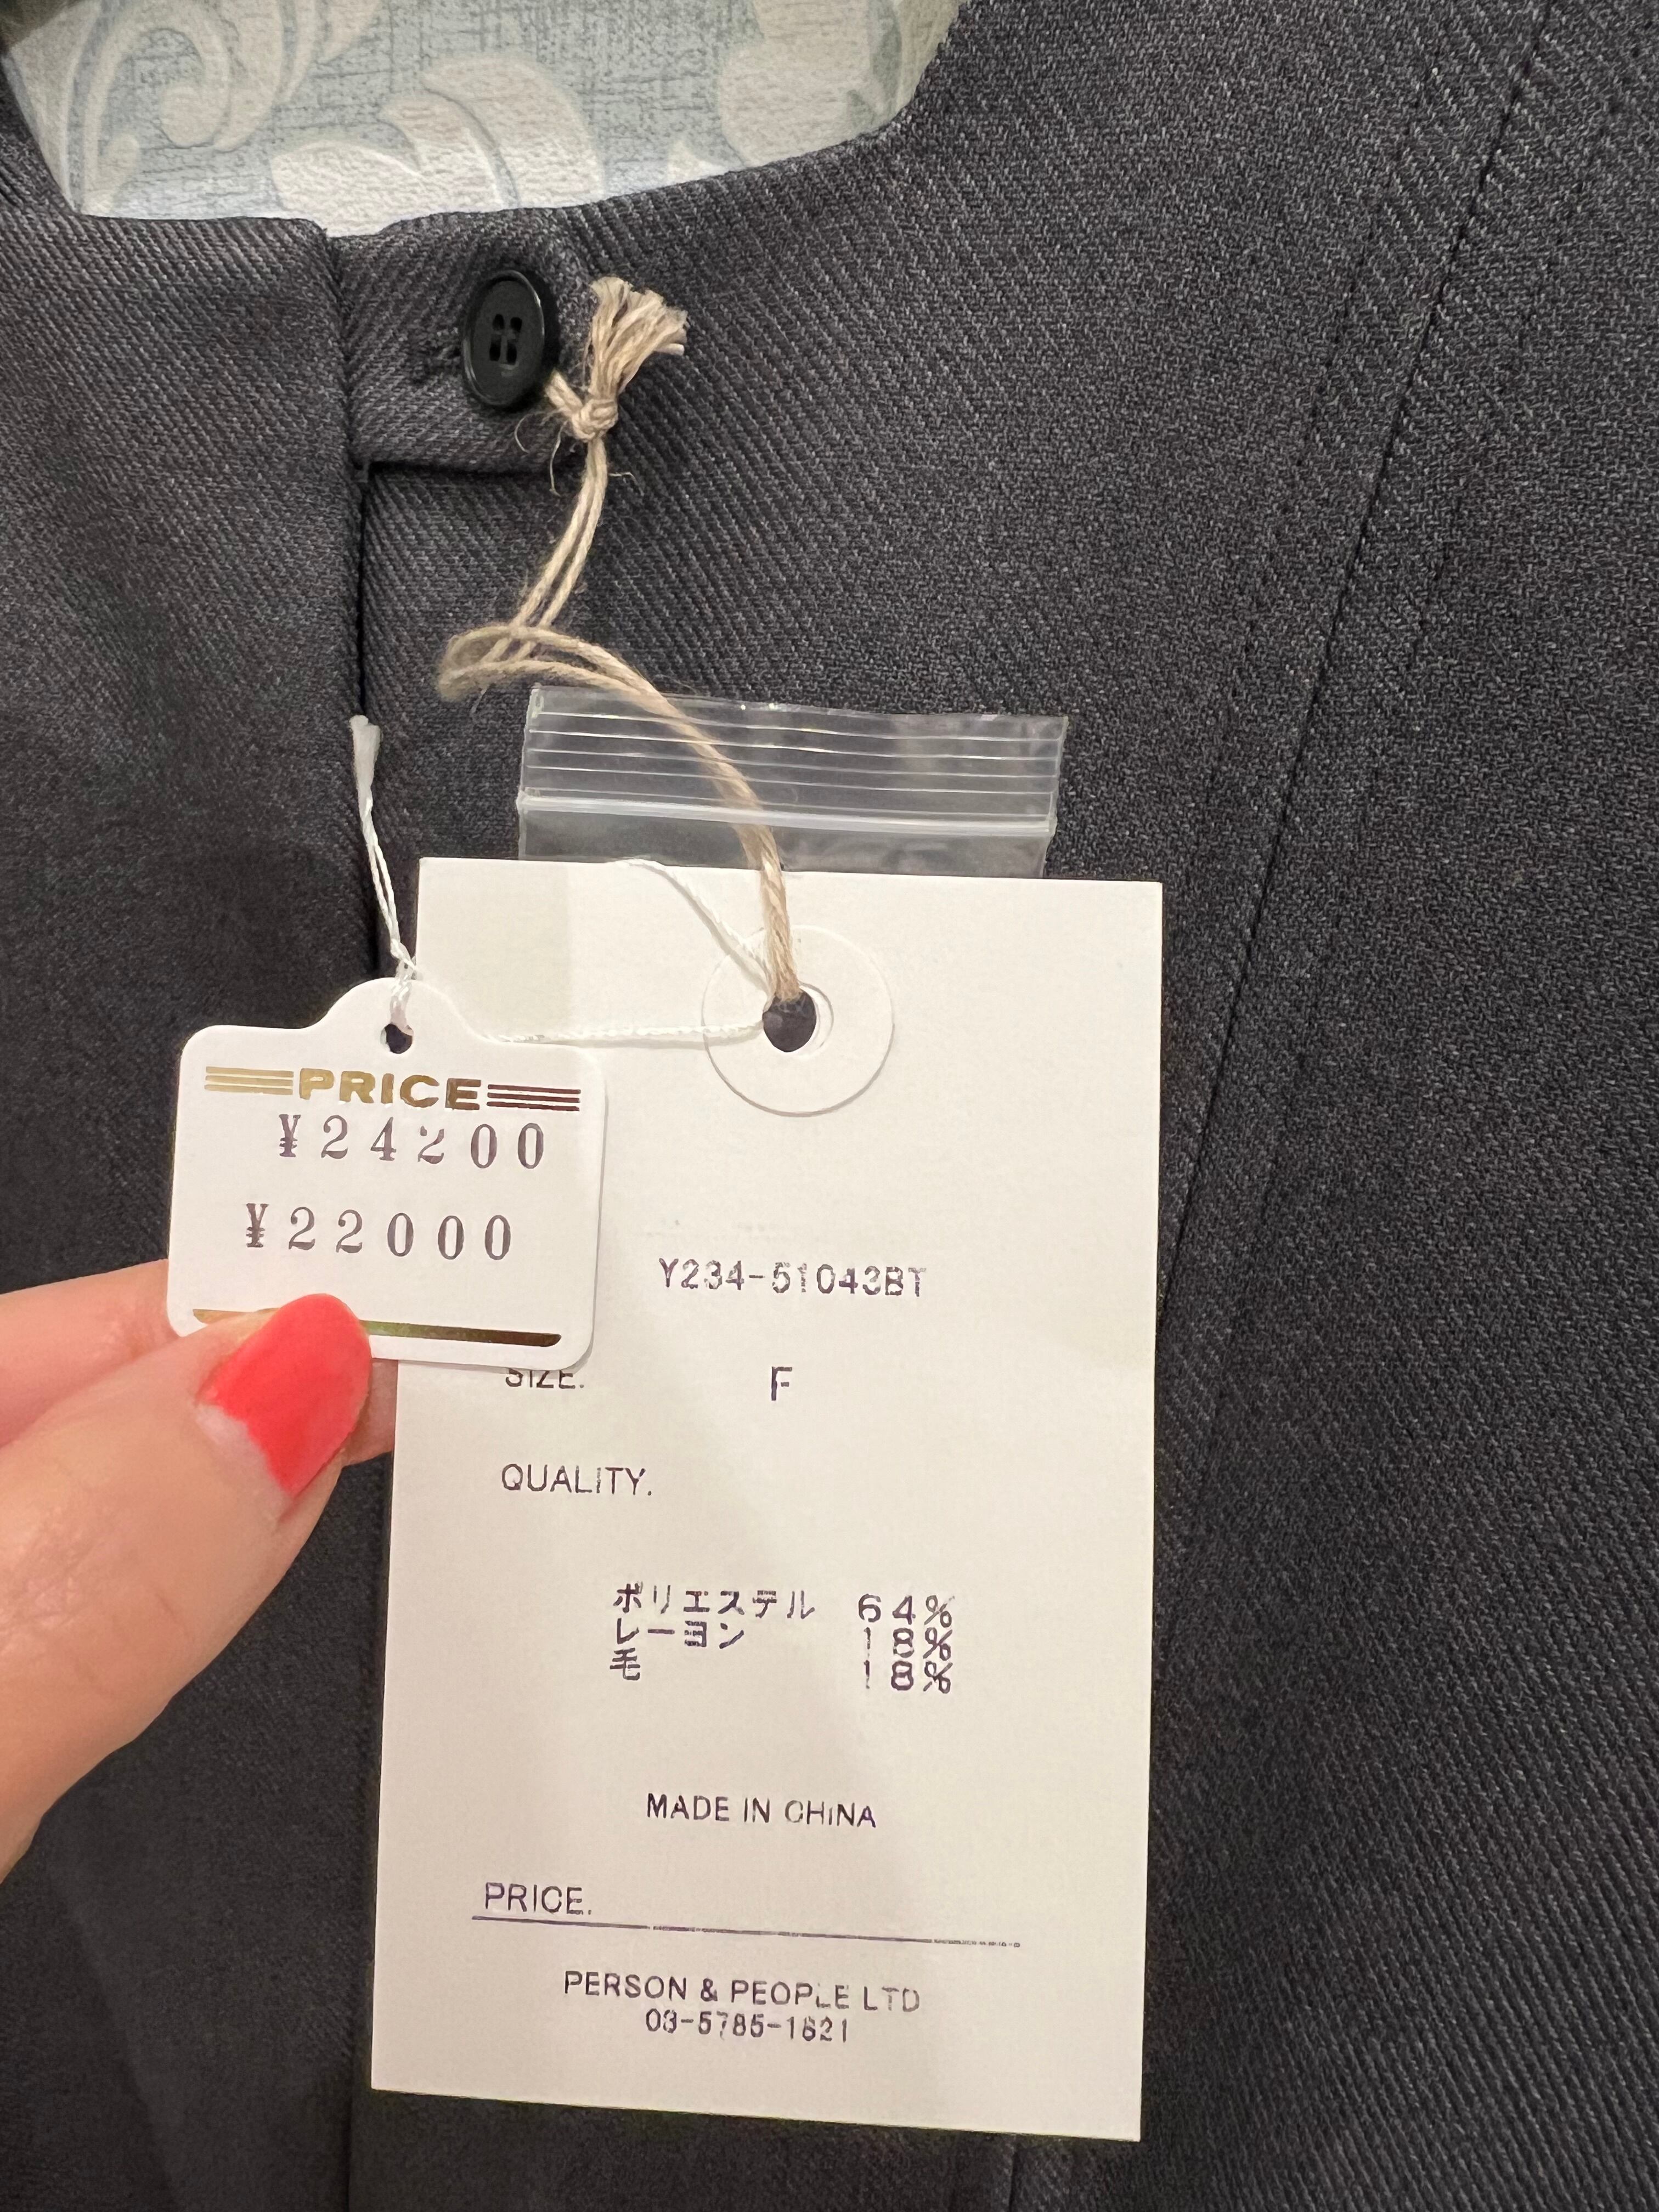 PRICE
¥24200
¥22000
Y234-51043BT
SIZE. F
QUALITY.
ポリエステル 64%
レーヨン 18%
毛 18%
MADE IN CHINA
PRICE.
PERSON & PEOPLE LTD
03-5785-1621